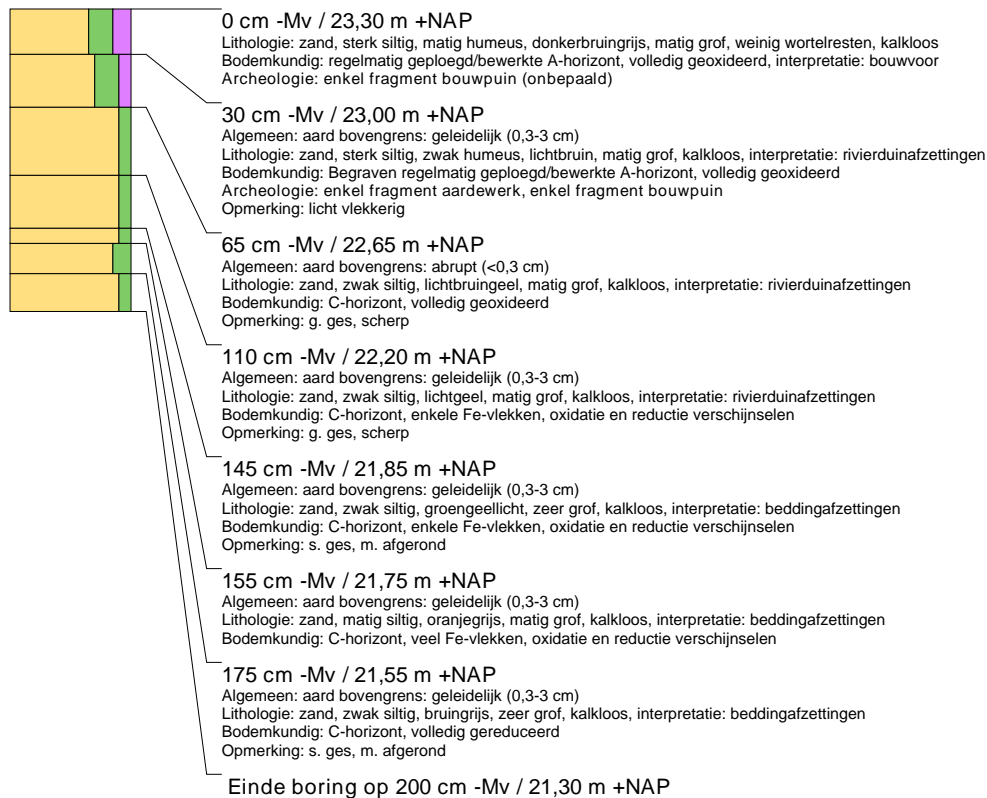 0 cm -Mv / 23,30 m +NAP
Lithologie: zand, sterk siltig, matig humeus, donkerbruingrijs, matig grof, weinig wortelresten, kalkloos
Bodemkundig: regelmatig geploegd/bewerkte A-horizont, volledig geoxideerd, interpretatie: bouwvoor
Archeologie: enkel fragment bouwpuin (onbepaald)
30 cm -Mv / 23,00 m +NAP
Algemeen: aard bovengrens: geleidelijk (0,3-3 cm)
Lithologie: zand, sterk siltig, zwak humeus, lichtbruin, matig grof, kalkloos, interpretatie: rivierduinafzettingen
Bodemkundig: Begraven regelmatig geploegd/bewerkte A-horizont, volledig geoxideerd
Archeologie: enkel fragment aardewerk, enkel fragment bouwpuin
Opmerking: licht vlekkerig
65 cm -Mv / 22,65 m +NAP
Algemeen: aard bovengrens: abrupt (<0,3 cm)
Lithologie: zand, zwak siltig, lichtbruingeel, matig grof, kalkloos, interpretatie: rivierduinafzettingen
Bodemkundig: C-horizont, volledig geoxideerd
Opmerking: g. ges, scherp
110 cm -Mv / 22,20 m +NAP
Algemeen: aard bovengrens: geleidelijk (0,3-3 cm)
Lithologie: zand, zwak siltig, lichtgeel, matig grof, kalkloos, interpretatie: rivierduinafzettingen
Bodemkundig: C-horizont, enkele Fe-vlekken, oxidatie en reductie verschijnselen
Opmerking: g. ges, scherp
145 cm -Mv / 21,85 m +NAP
Algemeen: aard bovengrens: geleidelijk (0,3-3 cm)
Lithologie: zand, zwak siltig, groengeellicht, zeer grof, kalkloos, interpretatie: beddingafzettingen
Bodemkundig: C-horizont, enkele Fe-vlekken, oxidatie en reductie verschijnselen
Opmerking: s. ges, m. afgerond
155 cm -Mv / 21,75 m +NAP
Algemeen: aard bovengrens: geleidelijk (0,3-3 cm)
Lithologie: zand, matig siltig, oranjegrijs, matig grof, kalkloos, interpretatie: beddingafzettingen
Bodemkundig: C-horizont, veel Fe-vlekken, oxidatie en reductie verschijnselen
175 cm -Mv / 21,55 m +NAP
Algemeen: aard bovengrens: geleidelijk (0,3-3 cm)
Lithologie: zand, zwak siltig, bruingrijs, zeer grof, kalkloos, interpretatie: beddingafzettingen
Bodemkundig: C-horizont, volledig gereduceerd
Opmerking: s. ges, m. afgerond
Einde boring op 200 cm -Mv / 21,30 m +NAP